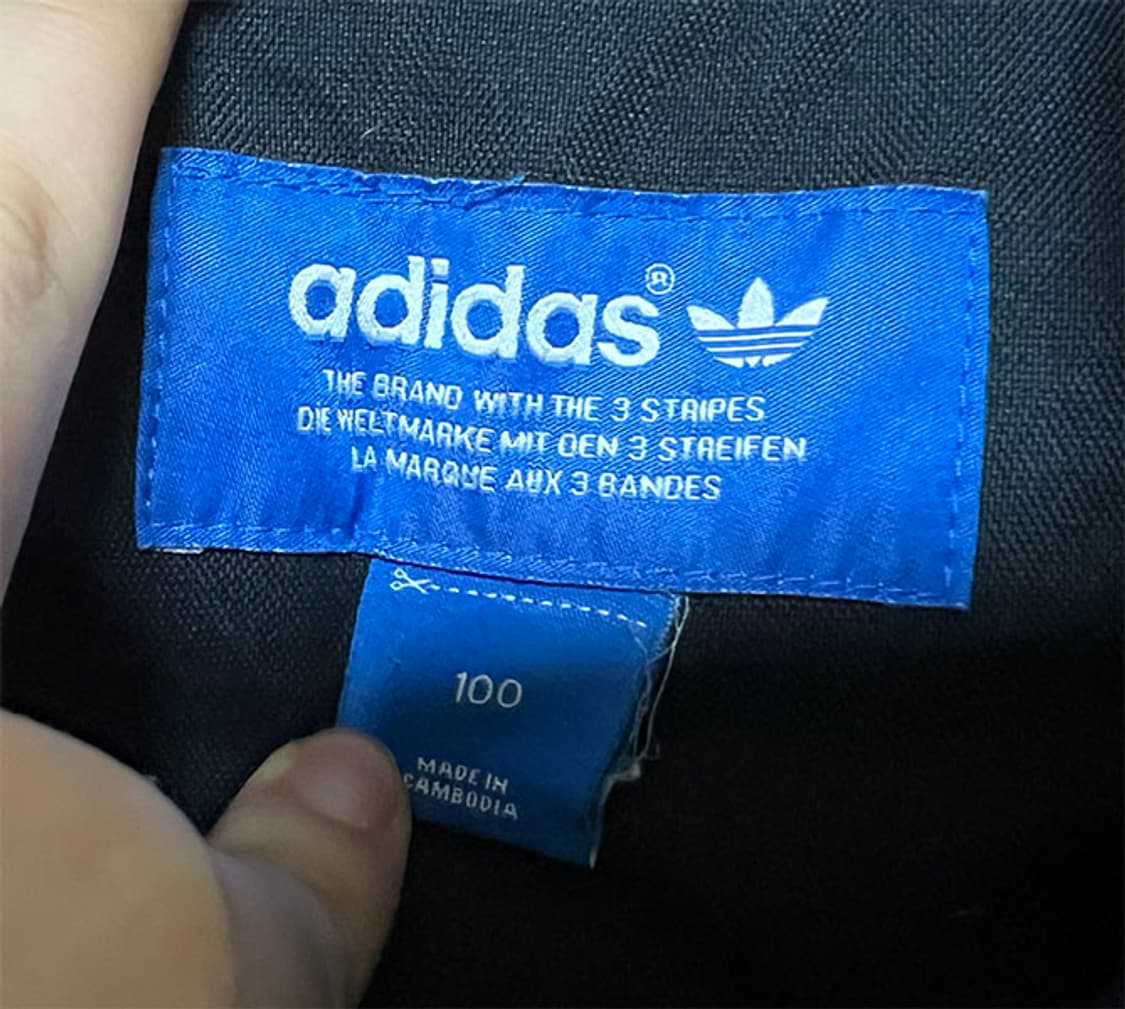 adidas®
THE BRAND WITH THE 3 STRIPES
DIE WELTMARKE MIT DEN 3 STREIFEN
LA MARQUE AUX 3 BANDES
100
MADE IN
CAMBODIA